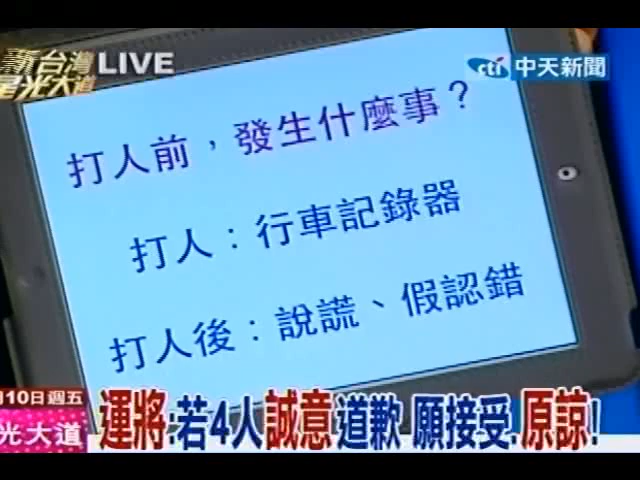 新台灣
星光大道
LIVE
cti 中天新聞
打人前，發生什麼事？
打人：行車記錄器
打人後：說謊、假認錯
月10日週五
光大道
運將:若4人誠意道歉 願接受.原諒!